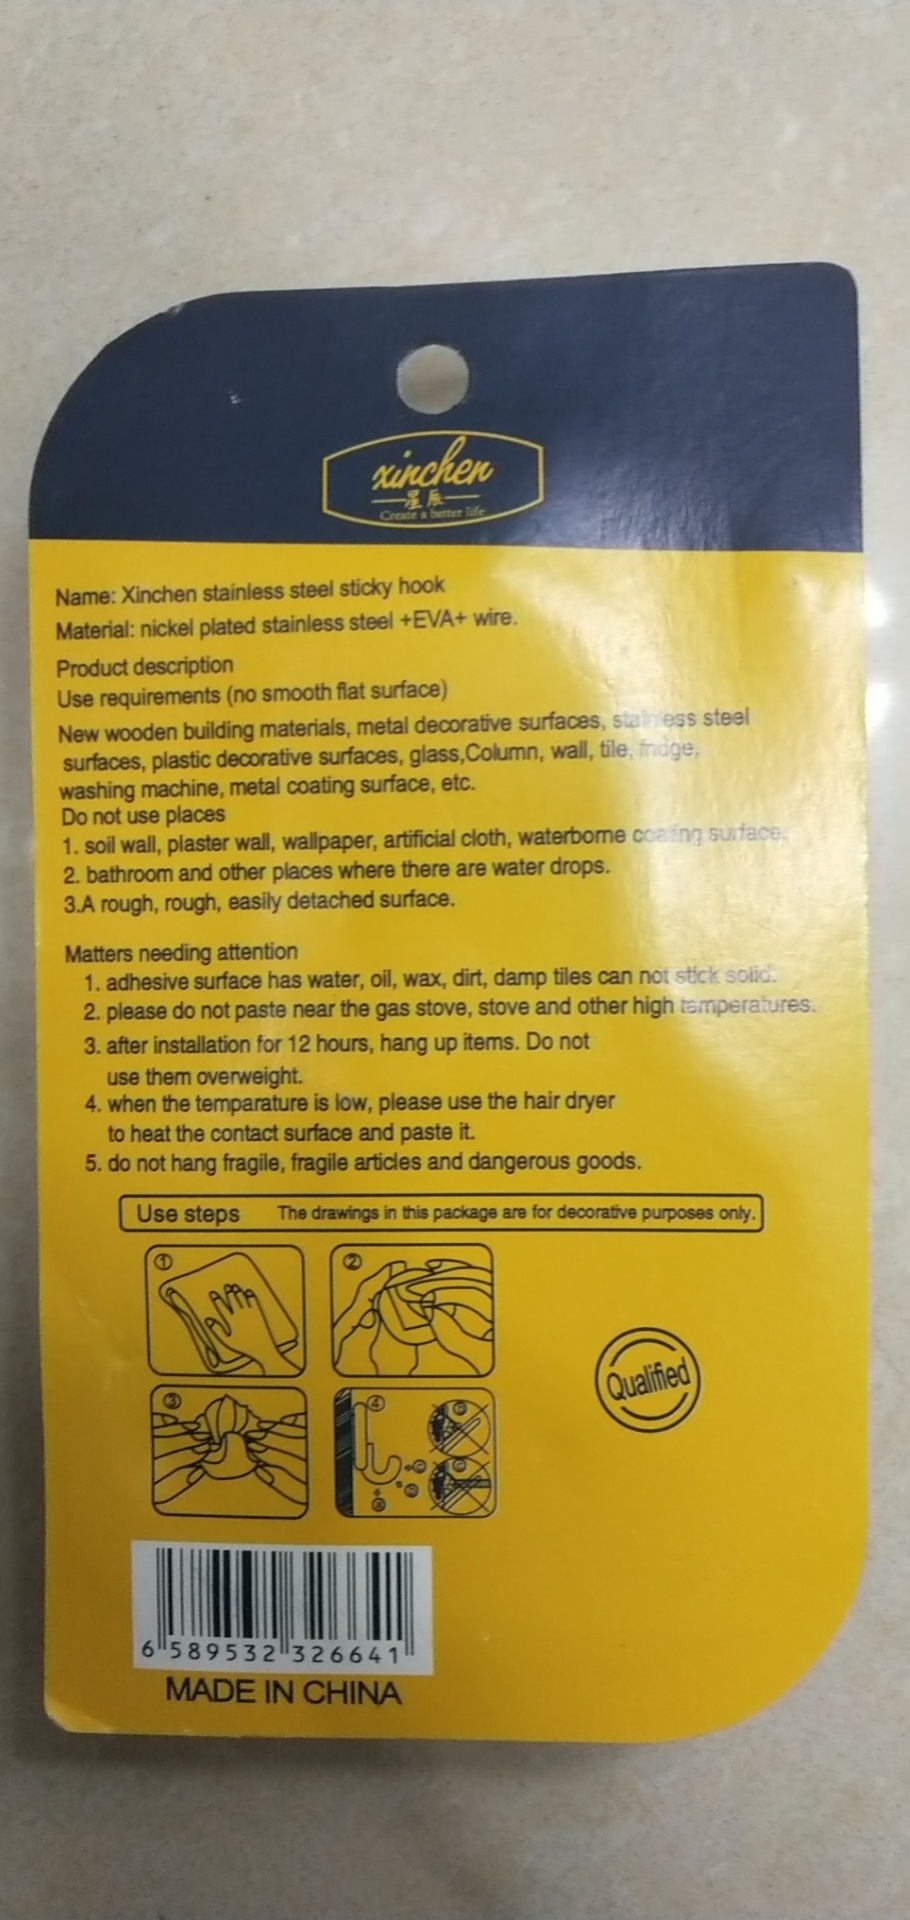 xinchen
星辰
Create a better life
Name: Xinchen stainless steel sticky hook
Material: nickel plated stainless steel +EVA+ wire.
Product description
Use requirements (no smooth flat surface)
New wooden building materials, metal decorative surfaces, stainless steel
surfaces, plastic decorative surfaces, glass,Column, wall, tile, fridge,
washing machine, metal coating surface, etc.
Do not use places
1. soil wall, plaster wall, wallpaper, artificial cloth, waterborne coating surface.
2. bathroom and other places where there are water drops.
3.A rough, rough, easily detached surface.
Matters needing attention
1. adhesive surface has water, oil, wax, dirt, damp tiles can not stick solid.
2. please do not paste near the gas stove, stove and other high temperatures.
3. after installation for 12 hours, hang up items. Do not
use them overweight.
4. when the temparature is low, please use the hair dryer
to heat the contact surface and paste it.
5. do not hang fragile, fragile articles and dangerous goods.
Use steps The drawings in this package are for decorative purposes only.
① ②
③ ④
Qualified
6 589532 326641
MADE IN CHINA